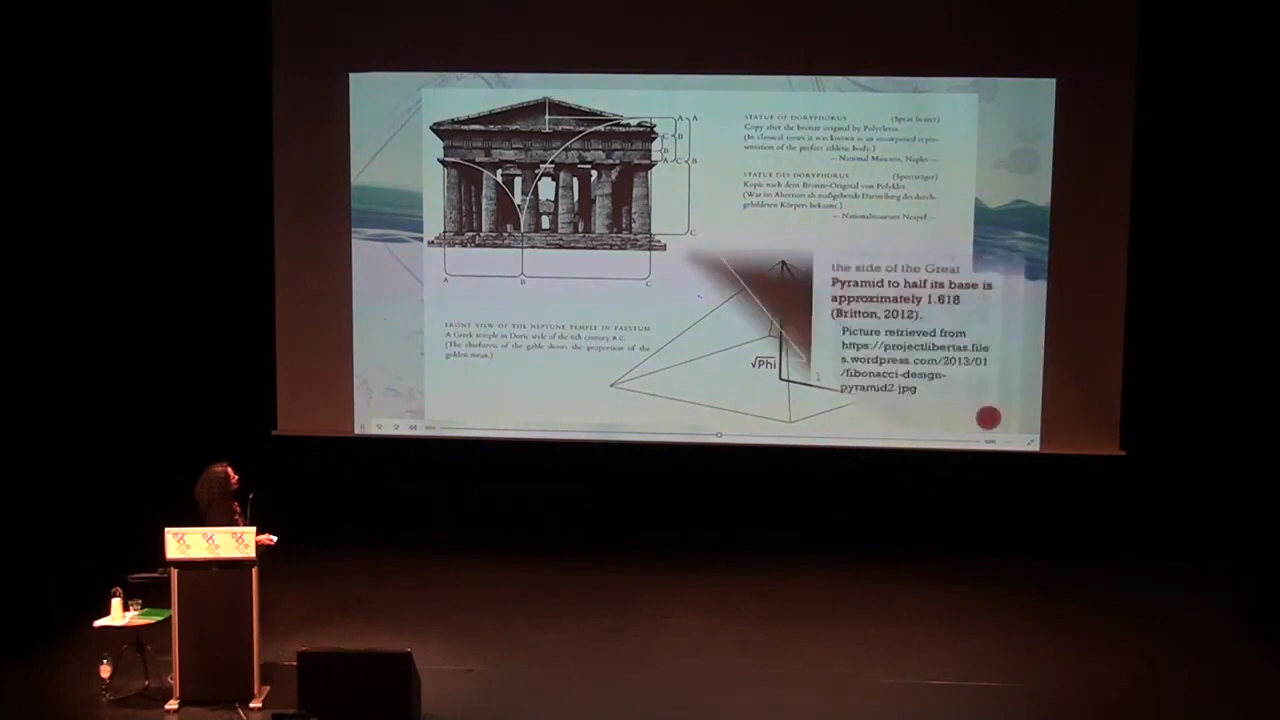 A
A
C
B
B
A
C
B
C
A
B
C
FRONT VIEW OF THE NEPTUNE TEMPLE IN PAESTUM
A Greek temple in Doric style of the 6th century B.C.
(The thirfurest of the gable shows the proportion of the
golden mean.)
STATUE OF DORYPHORUS (Spear bearer)
Copy after the bronze original by Polycletus.
(In classical times it was known as an unsurpassed repre-
sentation of the perfect athletic body.)
— National Museum, Naples —
STATUE DES DORYPHORUS (Speerträger)
Kopie nach dem Bronze-Original von Polyklet.
(War im Altertum als maßgebende Darstellung des durch-
gebildeten Körpers bekannt.)
— Nationalmuseum Neapel —
the side of the Great
Pyramid to half its base is
approximately 1.618
(Britton, 2012).
Picture retrieved from
https://projectlibertas.file
s.wordpress.com/2013/01
/fibonacci-design-
pyramid2.jpg
√Phi
1